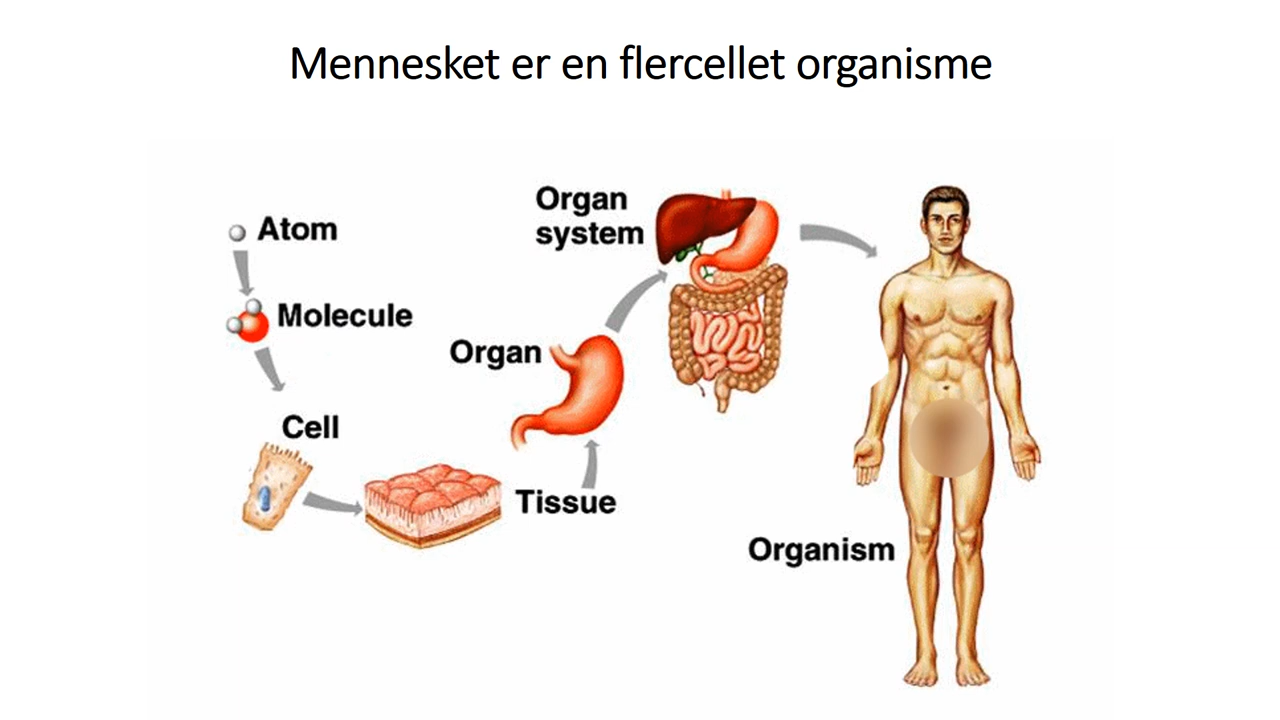 Mennesket er en flercellet organisme
Atom
Molecule
Cell
Tissue
Organ
Organ
system
Organism